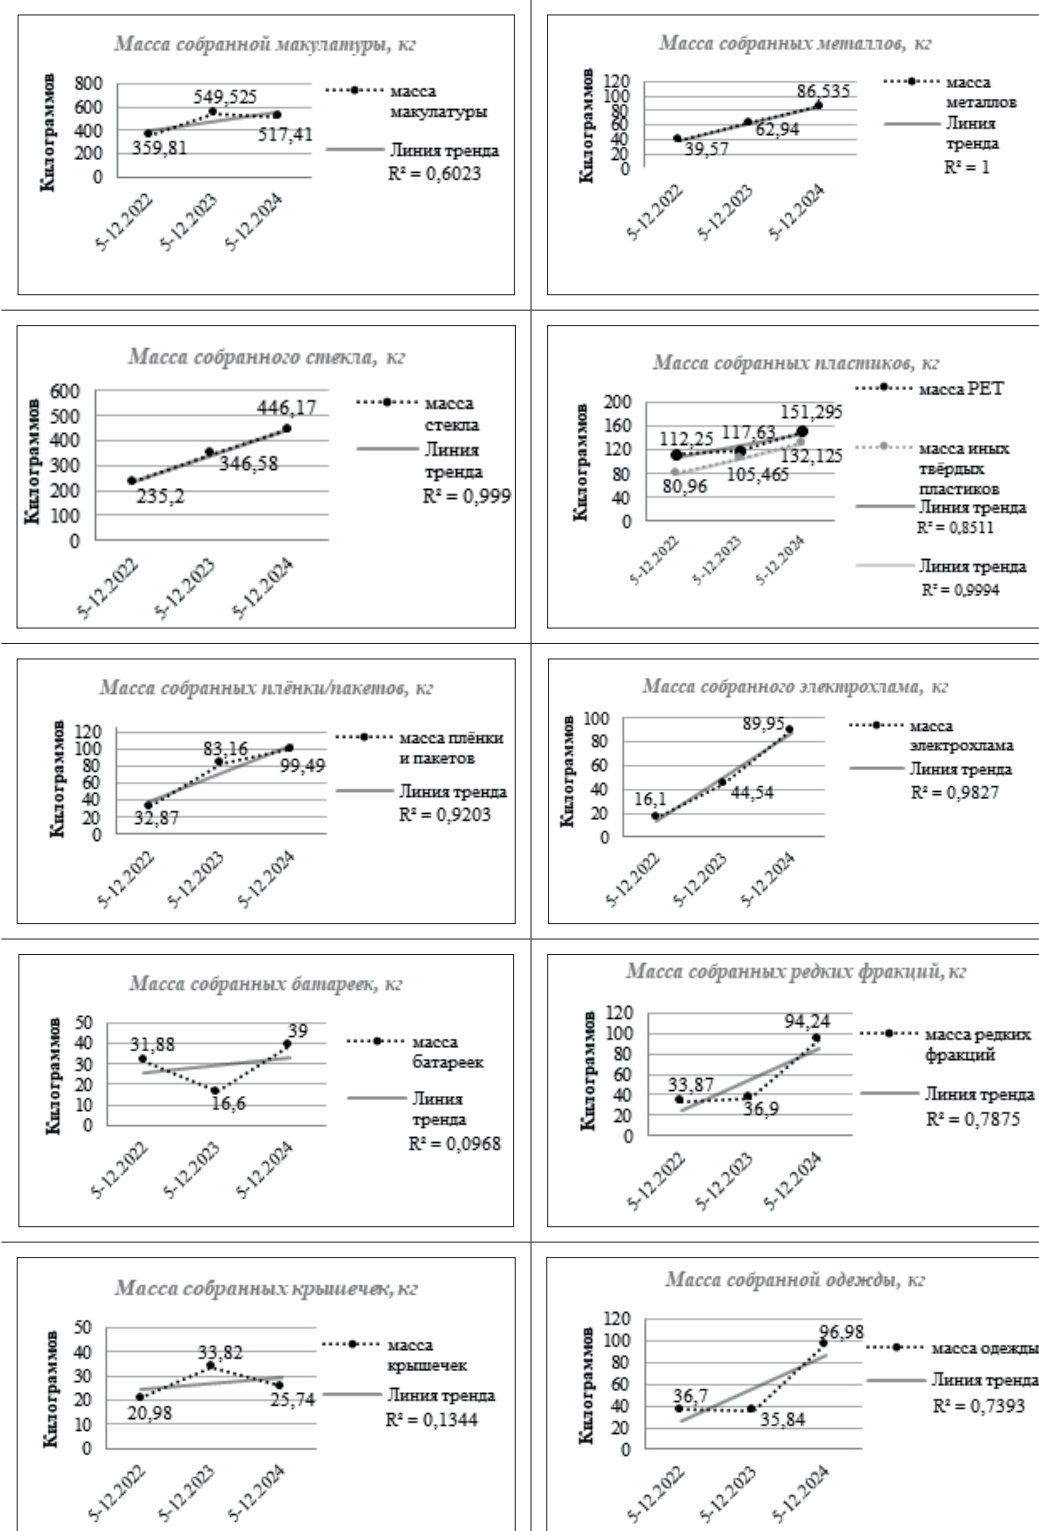 Масса собранной макулатуры, кг
Килограммов
800
600
400
200
0
359,81
549,525
517,41
5-12.2022
5-12.2023
5-12.2024
масса
макулатуры
Линия тренда
R² = 0,6023
Масса собранных металлов, кг
Килограммов
120
100
80
60
40
20
0
39,57
62,94
86,535
5-12.2022
5-12.2023
5-12.2024
масса
металлов
Линия
тренда
R² = 1
Масса собранного стекла, кг
Килограммов
600
500
400
300
200
100
0
235,2
346,58
446,17
5-12.2022
5-12.2023
5-12.2024
масса
стекла
Линия
тренда
R² = 0,999
Масса собранных пластиков, кг
Килограммов
200
160
120
80
40
0
112,25
117,63
151,295
80,96
105,465
132,125
5-12.2022
5-12.2023
5-12.2024
масса PET
масса иных
твёрдых
пластиков
Линия тренда
R² = 0,8511
Линия тренда
R² = 0,9994
Масса собранных плёнки/пакетов, кг
Килограммов
120
100
80
60
40
20
0
32,87
83,16
99,49
5-12.2022
5-12.2023
5-12.2024
масса плёнки
и пакетов
Линия тренда
R² = 0,9203
Масса собранного электрохлама, кг
Килограммов
100
80
60
40
20
0
16,1
44,54
89,95
5-12.2022
5-12.2023
5-12.2024
масса
электрохлама
Линия тренда
R² = 0,9827
Масса собранных батареек, кг
Килограммов
50
40
30
20
10
0
31,88
16,6
39
5-12.2022
5-12.2023
5-12.2024
масса
батареек
Линия
тренда
R² = 0,0968
Масса собранных редких фракций, кг
Килограммов
120
100
80
60
40
20
0
33,87
36,9
94,24
5-12.2022
5-12.2023
5-12.2024
масса редких
фракций
Линия тренда
R² = 0,7875
Масса собранных крышечек, кг
Килограммов
50
40
30
20
10
0
20,98
33,82
25,74
5-12.2022
5-12.2023
5-12.2024
масса
крышечек
Линия тренда
R² = 0,1344
Масса собранной одежды, кг
Килограммов
120
100
80
60
40
20
0
36,7
35,84
96,98
5-12.2022
5-12.2023
5-12.2024
масса одежды
Линия тренда
R² = 0,7393